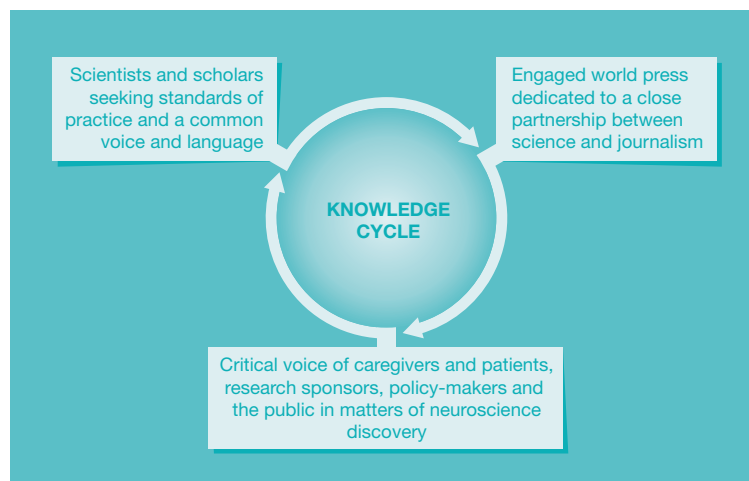 Scientists and scholars
seeking standards of
practice and a common
voice and language
Engaged world press
dedicated to a close
partnership between
science and journalism
KNOWLEDGE
CYCLE
Critical voice of caregivers and patients,
research sponsors, policy-makers and
the public in matters of neuroscience
discovery